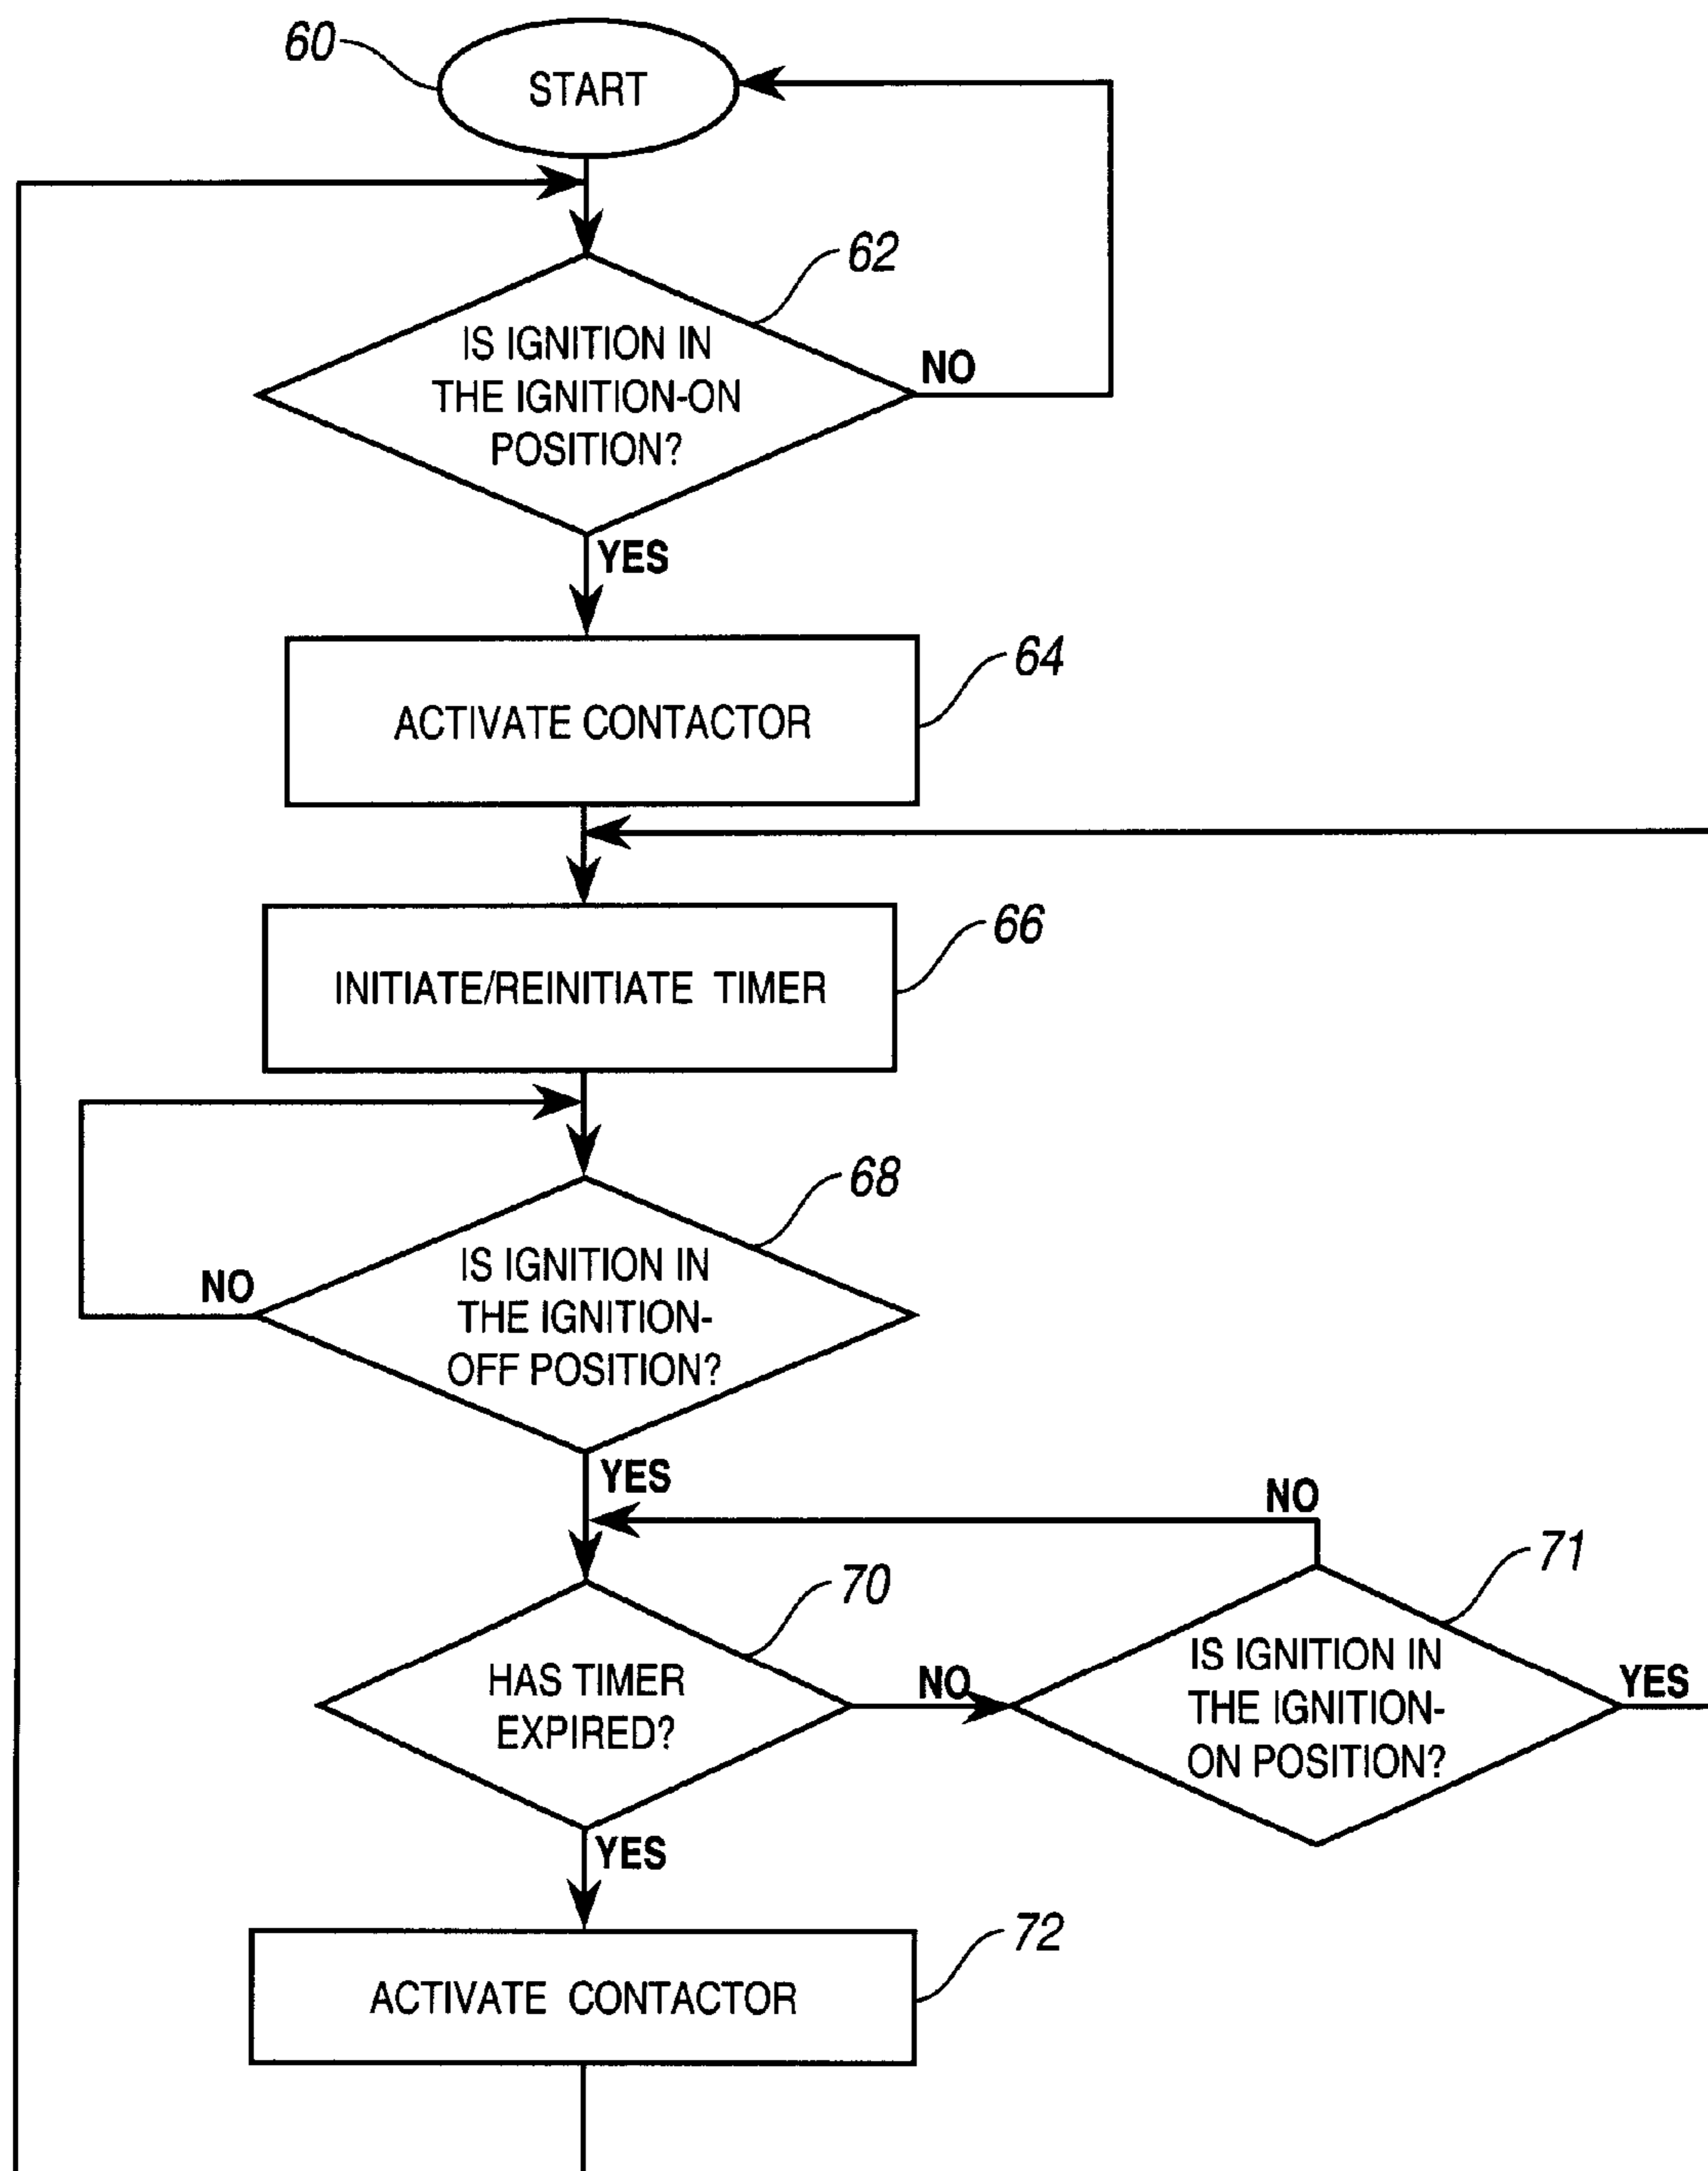 60
START
62
IS IGNITION IN
THE IGNITION-ON
POSITION?
NO
YES
64
ACTIVATE CONTACTOR
66
INITIATE/REINITIATE TIMER
68
IS IGNITION IN
THE IGNITION-
OFF POSITION?
NO
YES
NO
70
71
HAS TIMER
EXPIRED?
NO
IS IGNITION IN
THE IGNITION-
ON POSITION?
YES
YES
72
ACTIVATE CONTACTOR